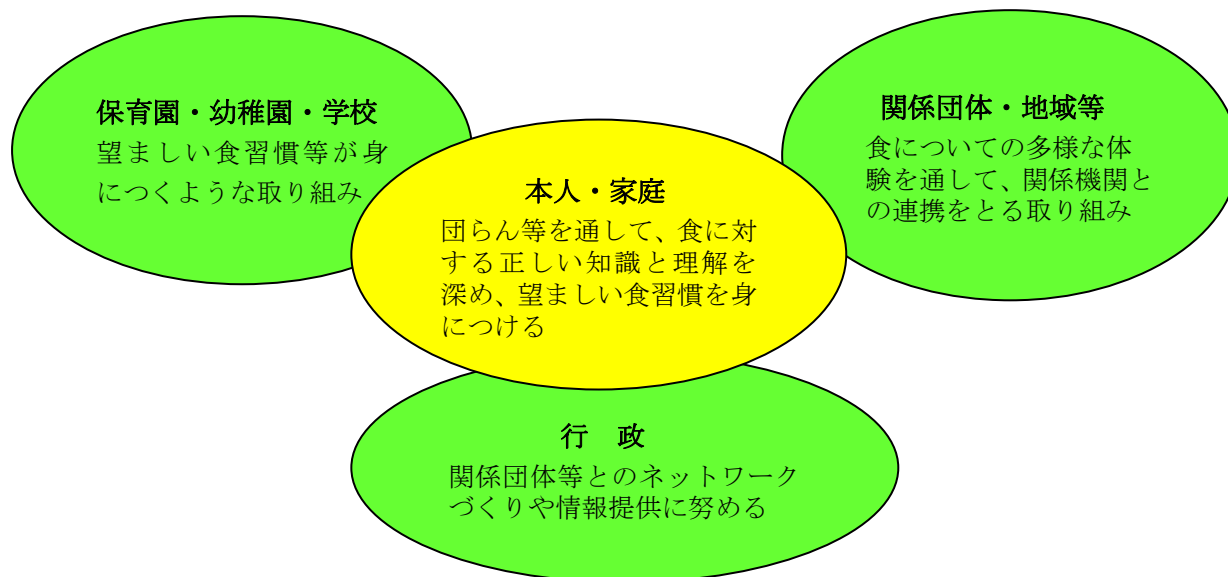 保育園・幼稚園・学校
望ましい食習慣等が身
につくような取り組み
関係団体・地域等
食についての多様な体
験を通して、関係機関と
の連携をとる取り組み
本人・家庭
団らん等を通して、食に対
する正しい知識と理解を
深め、望ましい食習慣を身
につける
行　政
関係団体等とのネットワーク
づくりや情報提供に努める